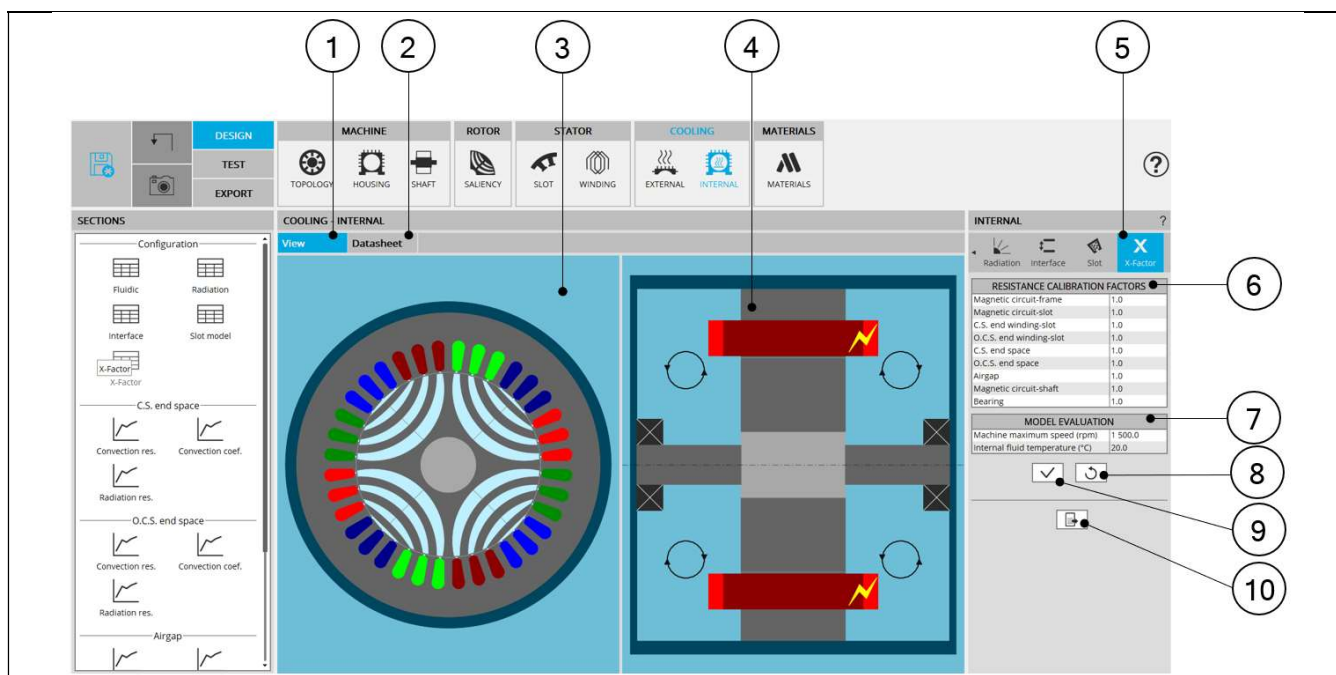 1 2 3 4 5
DESIGN
TEST
EXPORT
MACHINE ROTOR STATOR COOLING MATERIALS
TOPOLOGY HOUSING SHAFT SALIENCY SLOT WINDING EXTERNAL INTERNAL MATERIALS
?
SECTIONS
Configuration
Fluidic Radiation
Interface Slot model
X-Factor
X-Factor
C.S. end space
Convection res. Convection coef.
Radiation res.
O.C.S. end space
Convection res. Convection coef.
Radiation res.
Airgap
COOLING - INTERNAL
View Datasheet
INTERNAL ?
Radiation Interface Slot X X-Factor
RESISTANCE CALIBRATION FACTORS
Magnetic circuit-frame 1.0
Magnetic circuit-slot 1.0
C.S. end winding-slot 1.0
O.C.S. end winding-slot 1.0
C.S. end space 1.0
O.C.S. end space 1.0
Airgap 1.0
Magnetic circuit-shaft 1.0
Bearing 1.0
MODEL EVALUATION
Machine maximum speed (rpm) 1 500.0
Internal fluid temperature (°C) 20.0
6
7
8
9
10